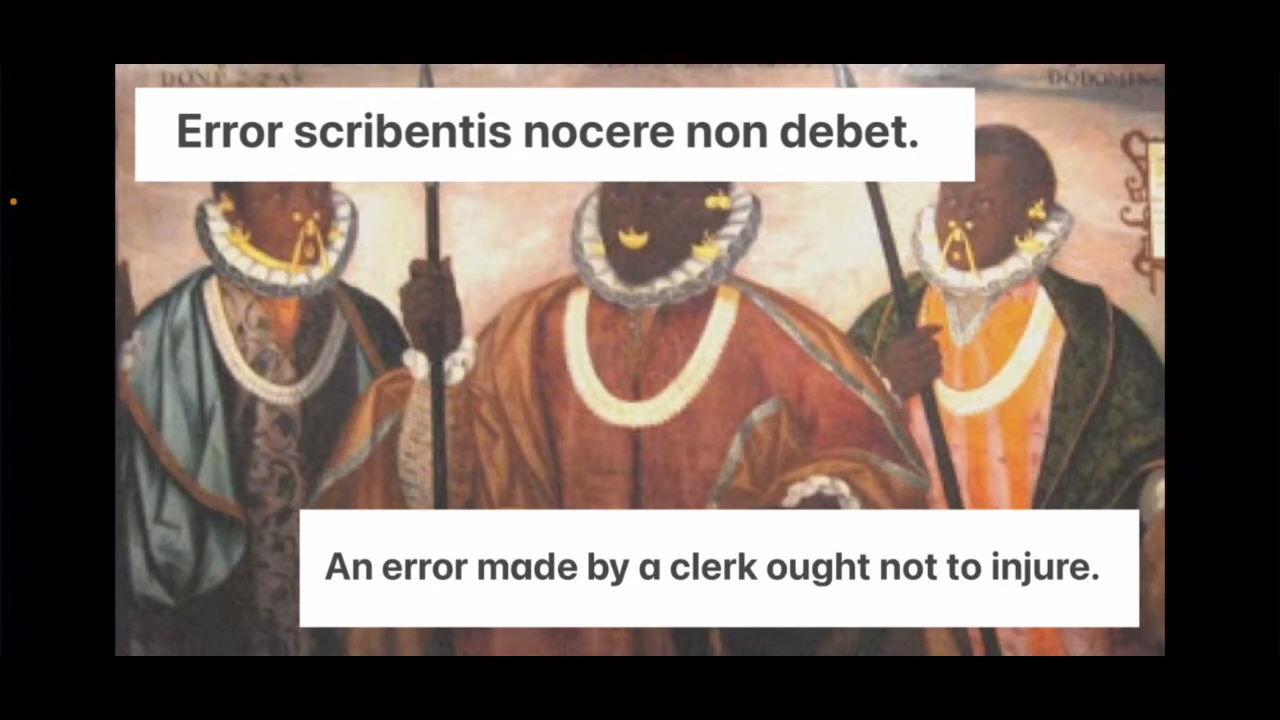 Error scribentis nocere non debet.
An error made by a clerk ought not to injure.